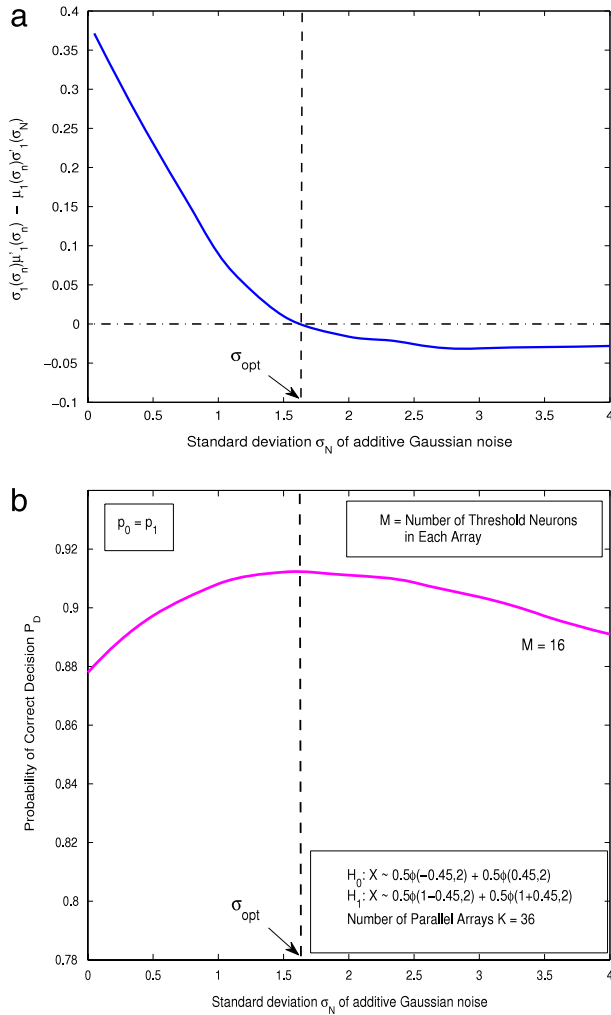 a
0.4
0.35
0.3
0.25
0.2
0.15
0.1
0.05
0
−0.05
−0.1
σ1(σn)μ'1(σn) − μ1(σn)σ'1(σN)
σopt
0 0.5 1 1.5 2 2.5 3 3.5 4
Standard deviation σN of additive Gaussian noise
b
p0 = p1
M = Number of Threshold Neurons
in Each Array
0.92
0.9
0.88
0.86
0.84
0.82
0.8
0.78
Probability of Correct Decision PD
M = 16
H0: X ~ 0.5ϕ(−0.45,2) + 0.5ϕ(0.45,2)
H1: X ~ 0.5ϕ(1−0.45,2) + 0.5ϕ(1+0.45,2)
Number of Parallel Arrays K = 36
σopt
0 0.5 1 1.5 2 2.5 3 3.5 4
Standard deviation σN of additive Gaussian noise